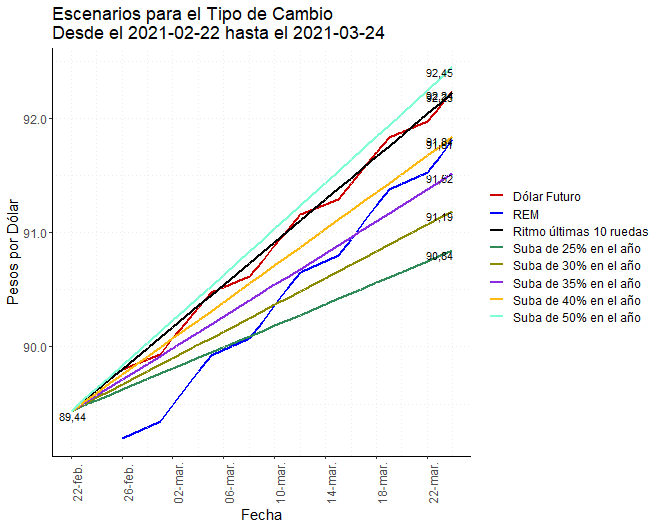 Escenarios para el Tipo de Cambio
Desde el 2021-02-22 hasta el 2021-03-24
Pesos por Dólar
92.0
91.0
90.0
92,45
91,52
91,19
90,84
89,44
22-feb.
26-feb.
02-mar.
06-mar.
10-mar.
14-mar.
18-mar.
22-mar.
Fecha
Dólar Futuro
REM
Ritmo últimas 10 ruedas
Suba de 25% en el año
Suba de 30% en el año
Suba de 35% en el año
Suba de 40% en el año
Suba de 50% en el año